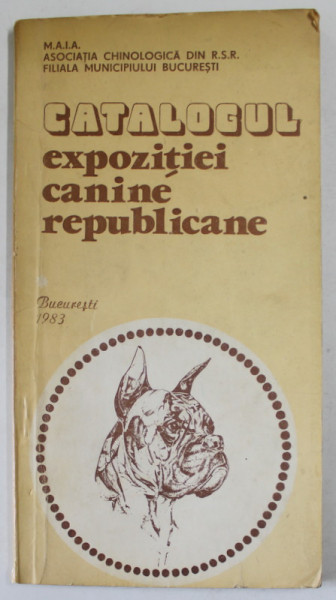 M.A.I.A.
ASOCIAȚIA CHINOLOGICĂ DIN R.S.R.
FILIALA MUNICIPIULUI BUCUREȘTI
CATALOGUL
expoziției
canine
republicane
București
1983